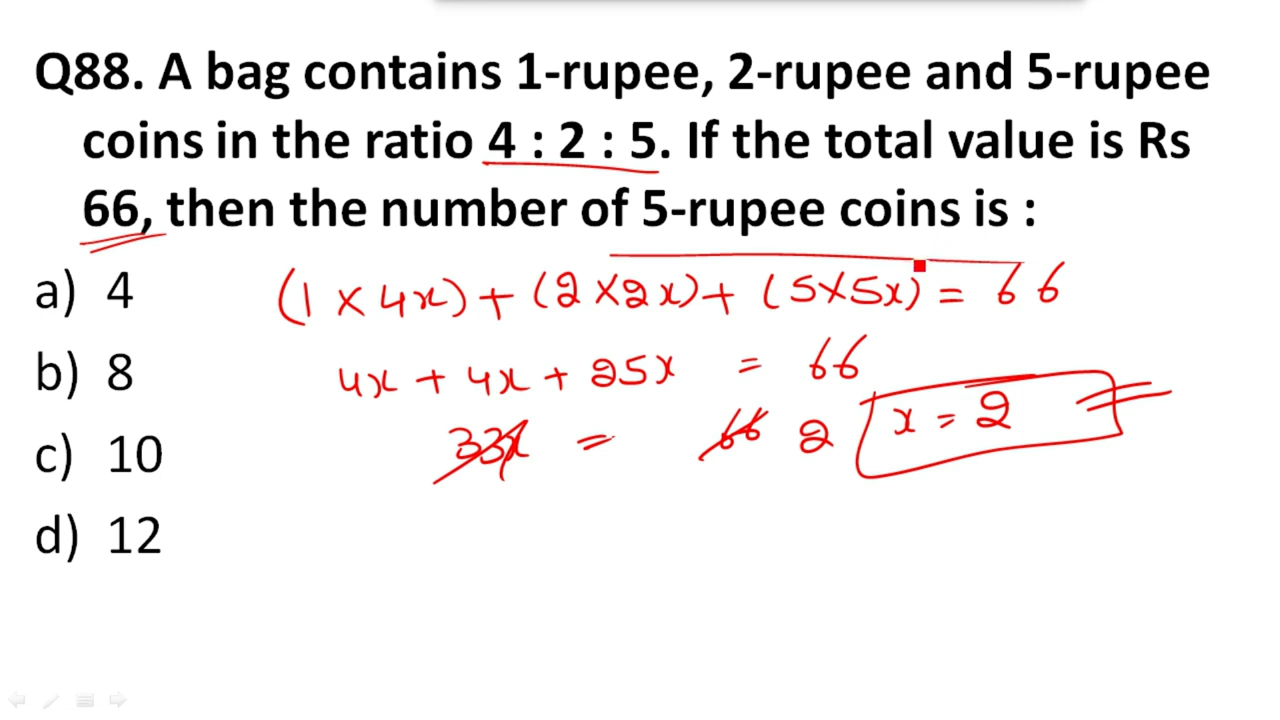 Q88. A bag contains 1-rupee, 2-rupee and 5-rupee
coins in the ratio 4 : 2 : 5. If the total value is Rs
66, then the number of 5-rupee coins is :
a) 4
(1 × 4x) + (2 × 2x) + (5 × 5x) = 66
b) 8
4x + 4x + 25x = 66
33x = 66 2
x = 2
c) 10
d) 12